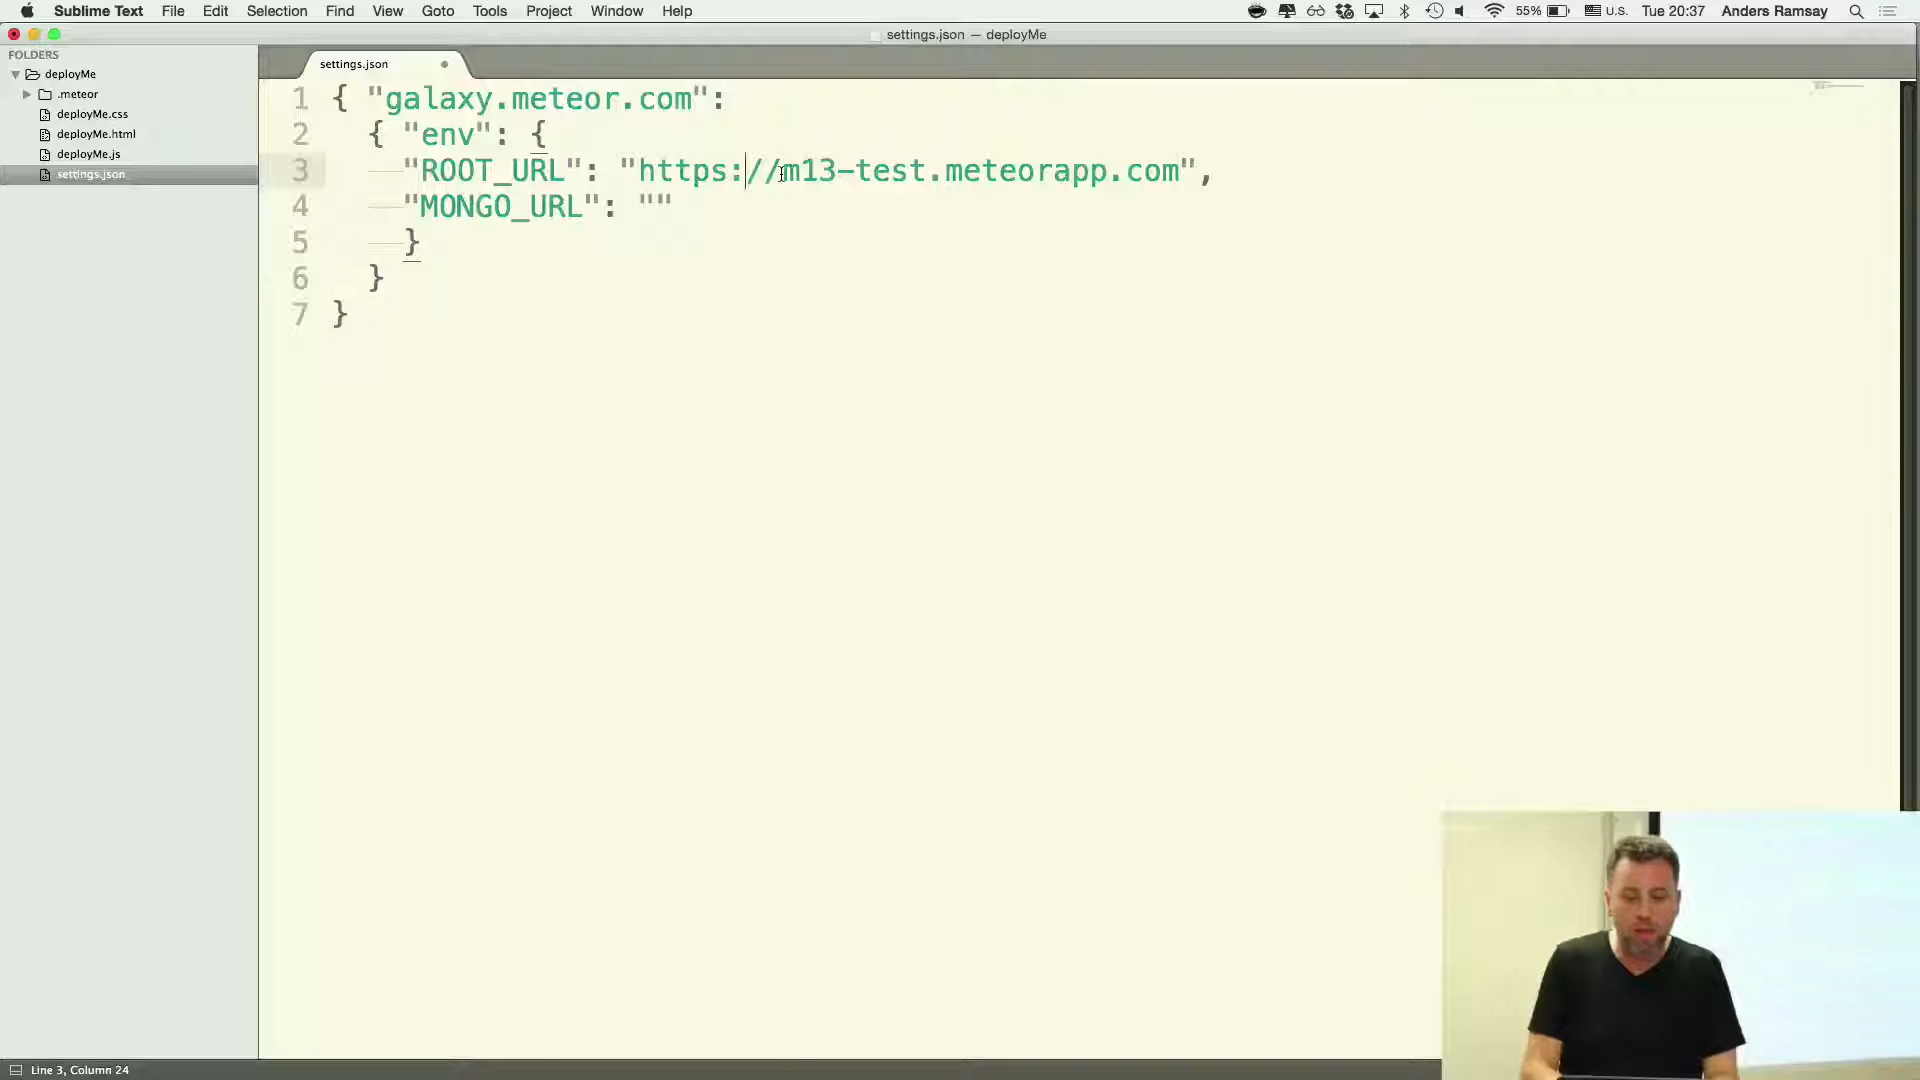 Sublime Text File Edit Selection Find View Goto Tools Project Window Help 55% U.S. Tue 20:37 Anders Ramsay
settings.json — deployMe
FOLDERS
deployMe
.meteor
deployMe.css
deployMe.html
deployMe.js
settings.json
settings.json
1 { "galaxy.meteor.com":
2 { "env": {
3 "ROOT_URL": "https://m13-test.meteorapp.com",
4 "MONGO_URL": ""
5 }
6 }
7 }
Line 3, Column 24